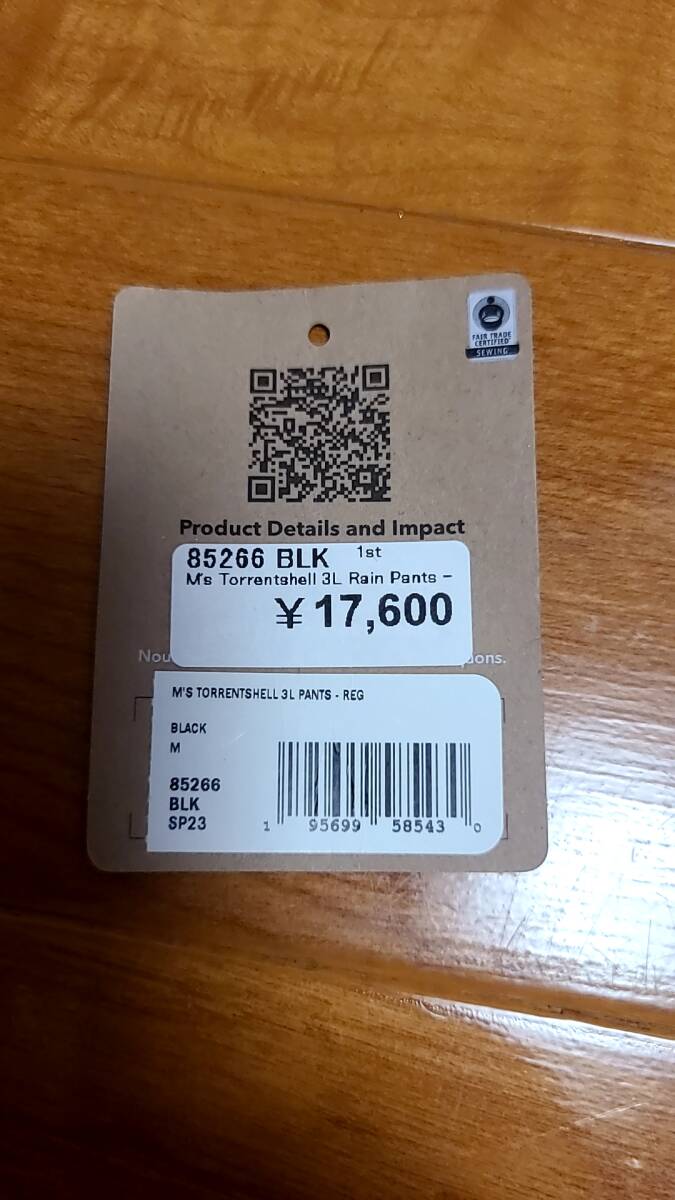 FAIR TRADE
CERTIFIED
SEWING
Product Details and Impact
85266 BLK 1st
M's Torrentshell 3L Rain Pants -
¥17,600
M'S TORRENTSHELL 3L PANTS - REG
BLACK
M
85266
BLK
SP23
1 95699 58543 0